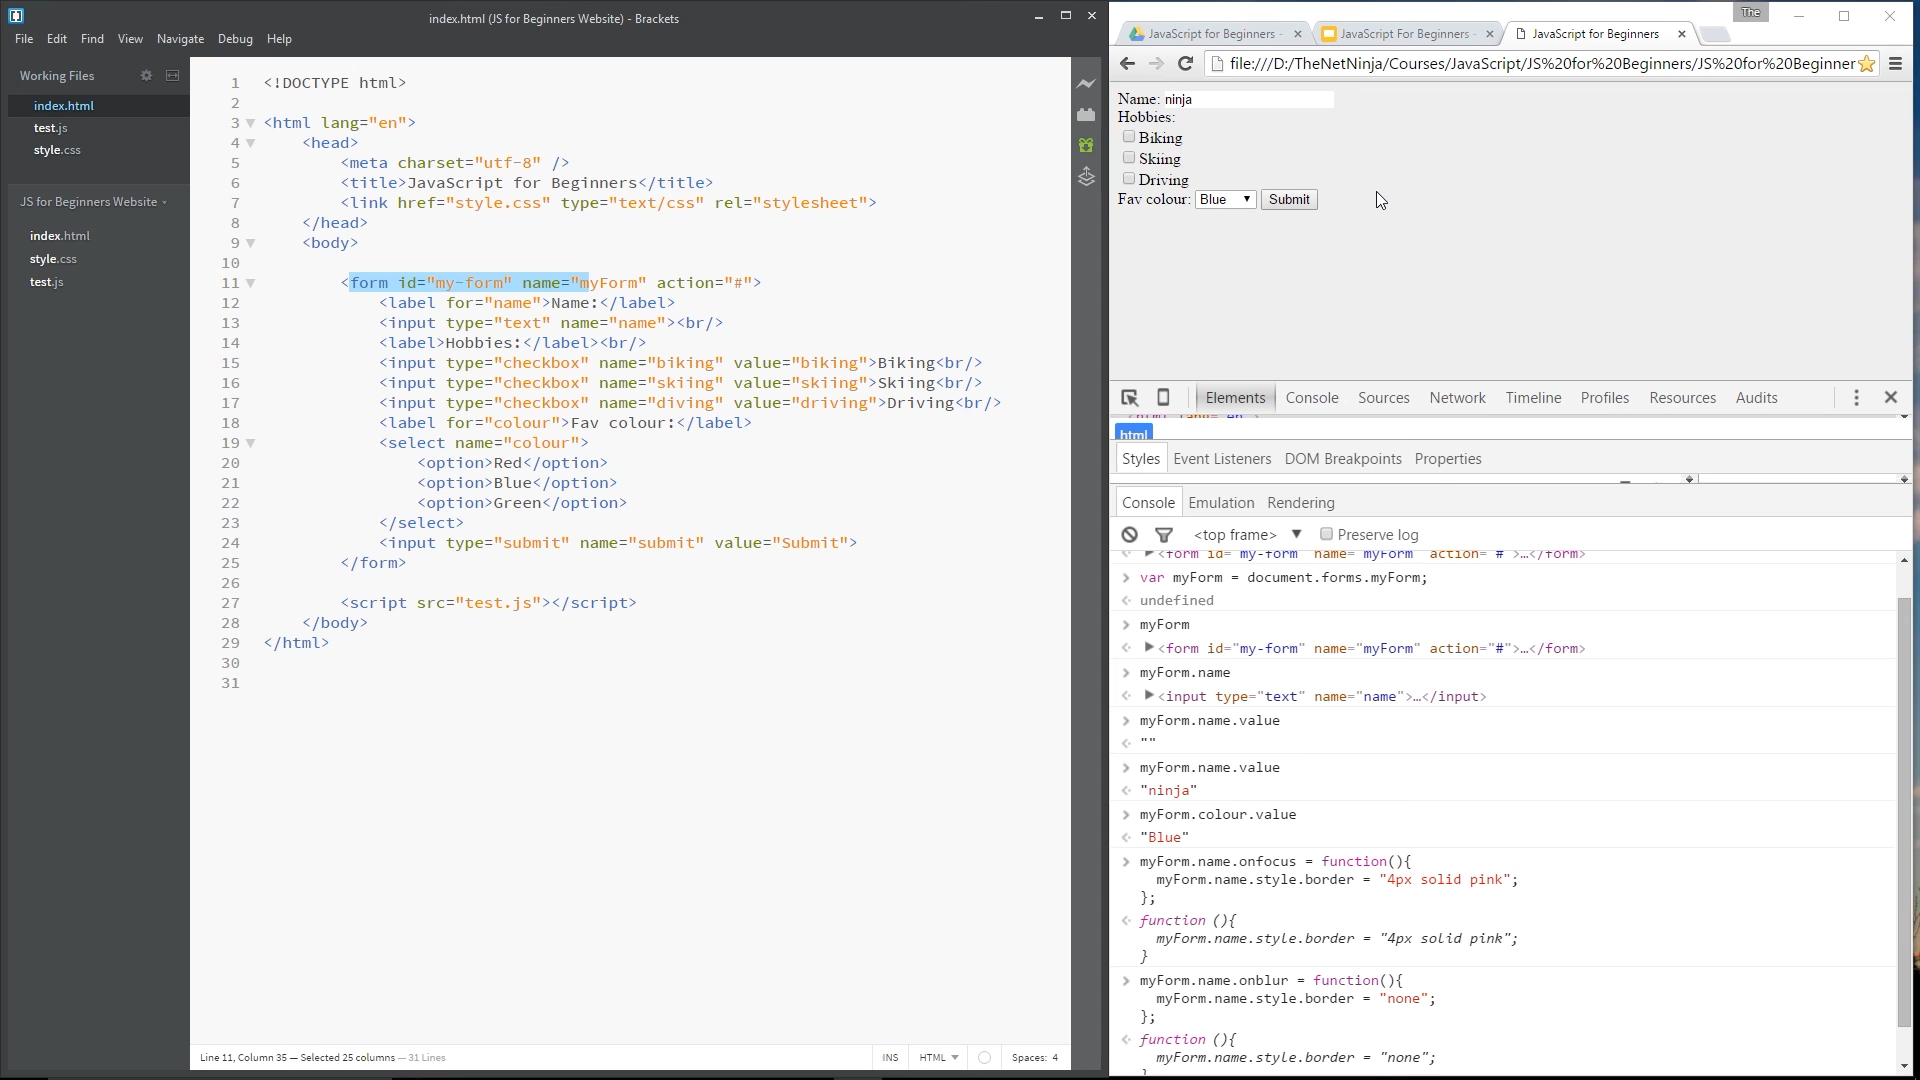 index.html (JS for Beginners Website) - Brackets
File Edit Find View Navigate Debug Help
Working Files
index.html
test.js
style.css
JS for Beginners Website
index.html
style.css
test.js
1 <!DOCTYPE html>
2
3 <html lang="en">
4 <head>
5 <meta charset="utf-8" />
6 <title>JavaScript for Beginners</title>
7 <link href="style.css" type="text/css" rel="stylesheet">
8 </head>
9 <body>
10
11 <form id="my-form" name="myForm" action="#">
12 <label for="name">Name:</label>
13 <input type="text" name="name"><br/>
14 <label>Hobbies:</label><br/>
15 <input type="checkbox" name="biking" value="biking">Biking<br/>
16 <input type="checkbox" name="skiing" value="skiing">Skiing<br/>
17 <input type="checkbox" name="diving" value="driving">Driving<br/>
18 <label for="colour">Fav colour:</label>
19 <select name="colour">
20 <option>Red</option>
21 <option>Blue</option>
22 <option>Green</option>
23 </select>
24 <input type="submit" name="submit" value="Submit">
25 </form>
26
27 <script src="test.js"></script>
28 </body>
29 </html>
30
31
Line 11, Column 35 — Selected 25 columns — 31 Lines
INS HTML Spaces: 4
The
JavaScript for Beginners - JavaScript For Beginners - JavaScript for Beginners
file:///D:/TheNetNinja/Courses/JavaScript/JS%20for%20Beginners/JS%20for%20Beginner
Name: ninja
Hobbies:
Biking
Skiing
Driving
Fav colour: Blue Submit
Elements Console Sources Network Timeline Profiles Resources Audits
<html lang="en">
html
Styles Event Listeners DOM Breakpoints Properties
Console Emulation Rendering
<top frame> Preserve log
<form id="my-form" name="myForm" action="#">…</form>
var myForm = document.forms.myForm;
undefined
myForm
<form id="my-form" name="myForm" action="#">…</form>
myForm.name
<input type="text" name="name">…</input>
myForm.name.value
""
myForm.name.value
"ninja"
myForm.colour.value
"Blue"
myForm.name.onfocus = function(){
myForm.name.style.border = "4px solid pink";
};
function (){
myForm.name.style.border = "4px solid pink";
}
myForm.name.onblur = function(){
myForm.name.style.border = "none";
};
function (){
myForm.name.style.border = "none";